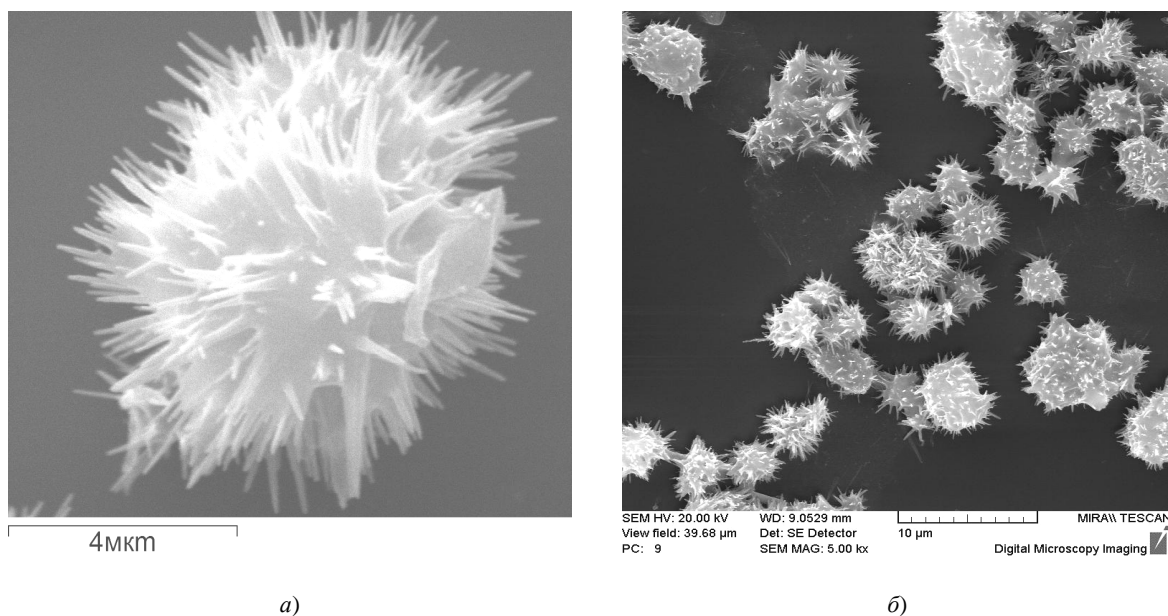 4мкm
SEM HV: 20.00 kV WD: 9.0529 mm MIRA\\ TESCAN
View field: 39.68 µm Det: SE Detector 10 µm
PC: 9 SEM MAG: 5.00 kx Digital Microscopy Imaging
а) б)